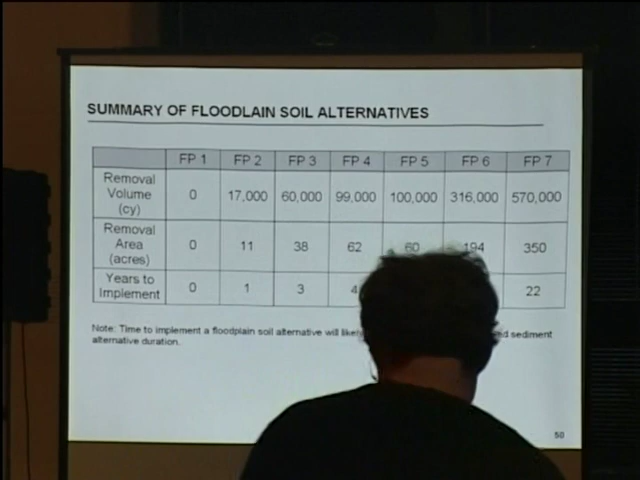 SUMMARY OF FLOODLAIN SOIL ALTERNATIVES
FP 1 FP 2 FP 3 FP 4 FP 5 FP 6 FP 7
Removal Volume (cy) 0 17,000 60,000 99,000 100,000 316,000 570,000
Removal Area (acres) 0 11 38 62 60 194 350
Years to Implement 0 1 3 4 22
Note: Time to implement a floodplain soil alternative will sediment
alternative duration.
50